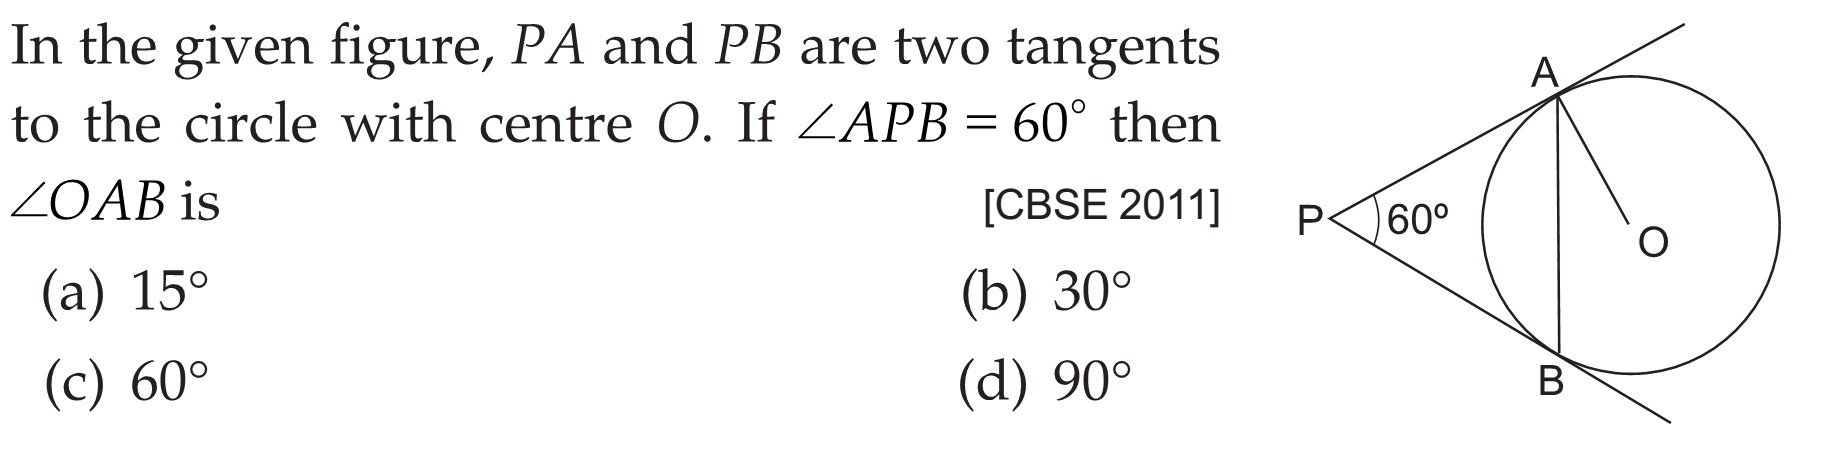 In the given figure, PA and PB are two tangents
to the circle with centre O. If ∠APB = 60° then
∠OAB is [CBSE 2011]
(a) 15° (b) 30°
(c) 60° (d) 90°
A
P 60º
O
B